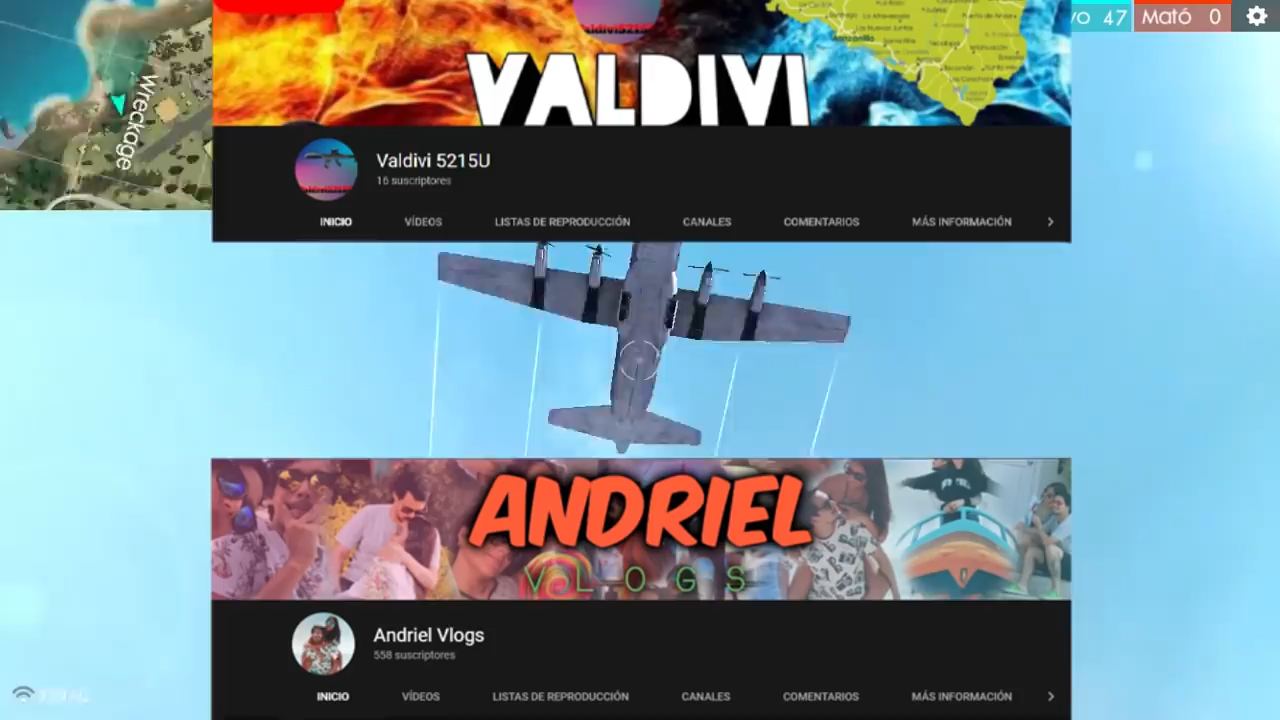 vo 47
Mató 0
Wreckage
VALDIVI
Valdivi 5215U
16 suscriptores
INICIO
VÍDEOS
LISTAS DE REPRODUCCIÓN
CANALES
COMENTARIOS
MÁS INFORMACIÓN
ANDRIEL
VLOGS
Andriel Vlogs
558 suscriptores
INICIO
VÍDEOS
LISTAS DE REPRODUCCIÓN
CANALES
COMENTARIOS
MÁS INFORMACIÓN